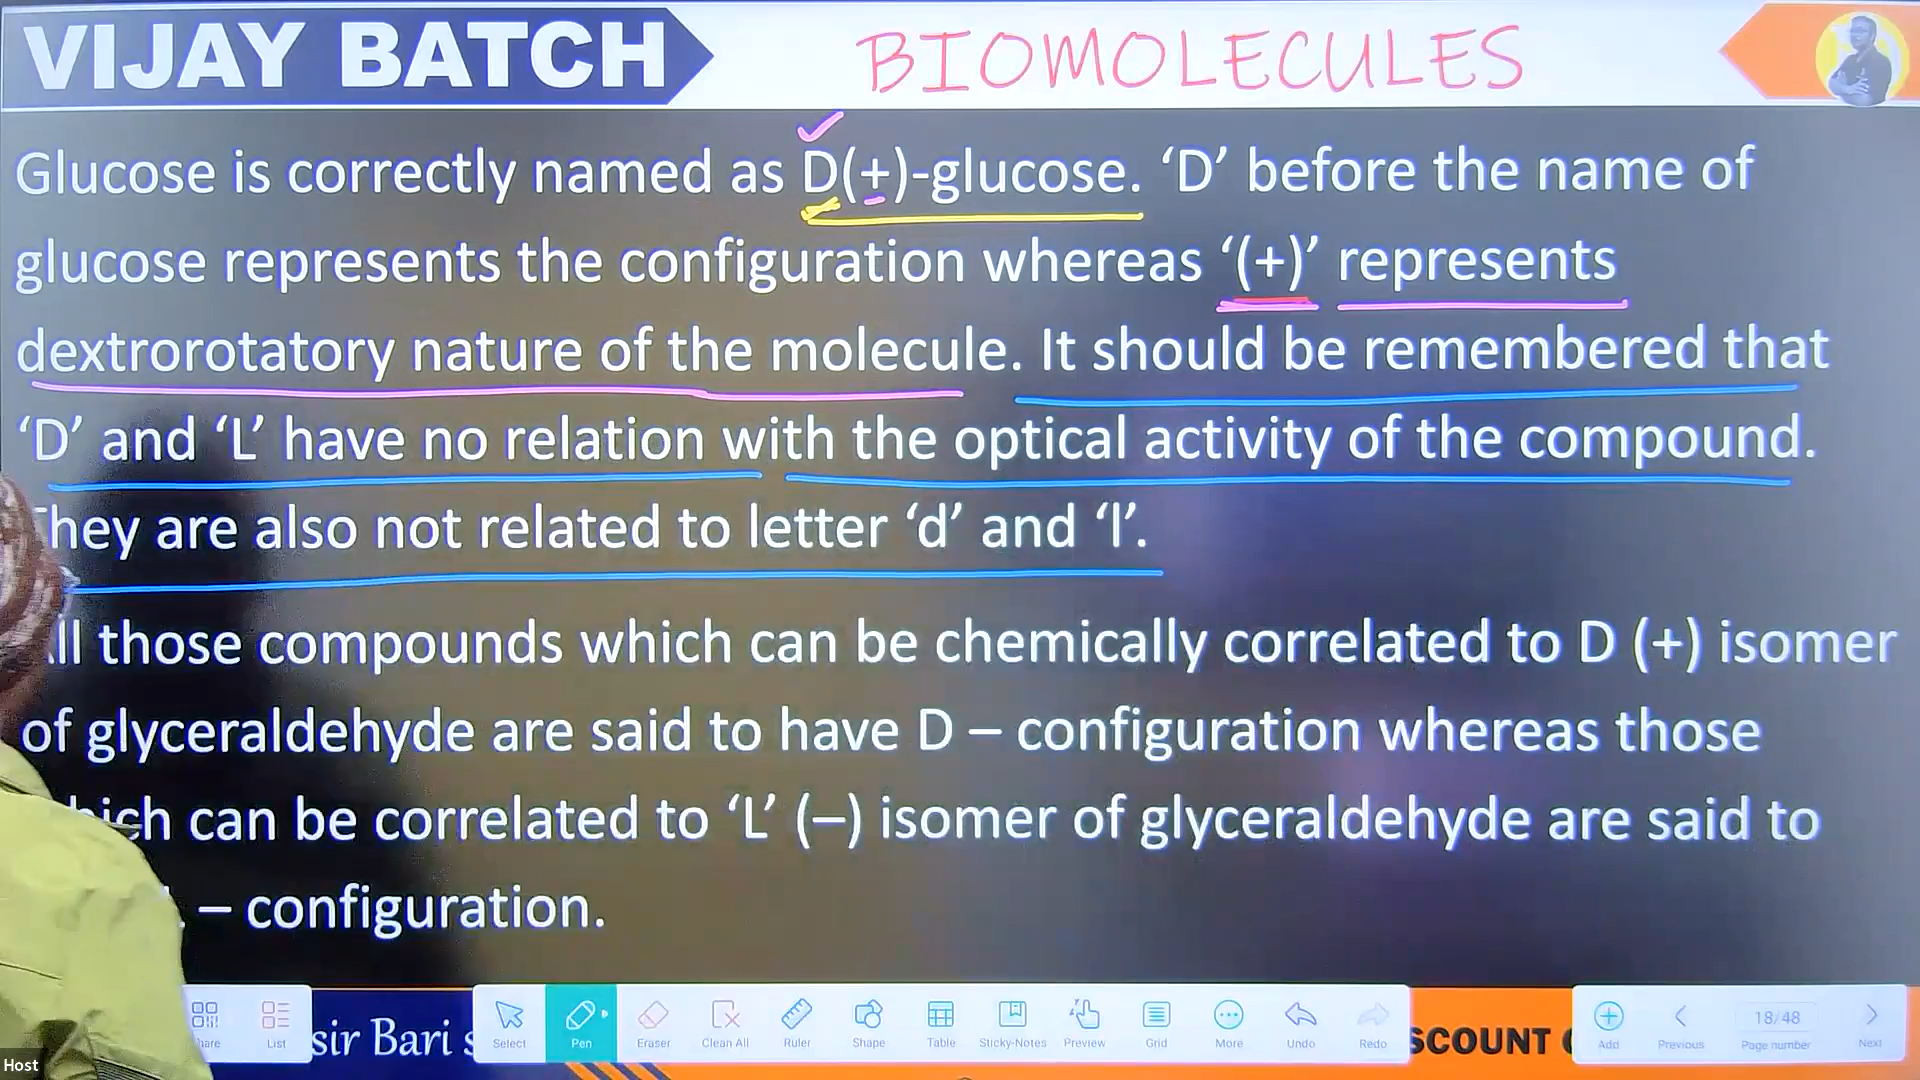 VIJAY BATCH
BIOMOLECULES
Glucose is correctly named as D(+)-glucose. ‘D’ before the name of
glucose represents the configuration whereas ‘(+)’ represents
dextrorotatory nature of the molecule. It should be remembered that
‘D’ and ‘L’ have no relation with the optical activity of the compound.
hey are also not related to letter ‘d’ and ‘l’.
ll those compounds which can be chemically correlated to D (+) isomer
of glyceraldehyde are said to have D – configuration whereas those
ich can be correlated to ‘L’ (–) isomer of glyceraldehyde are said to
– configuration.
hare List sir Bari s Select Pen Eraser Clean All Ruler Shape Table Sticky-Notes Preview Grid More Undo Redo SCOUNT Add Previous 18/48 Page number Next
Host